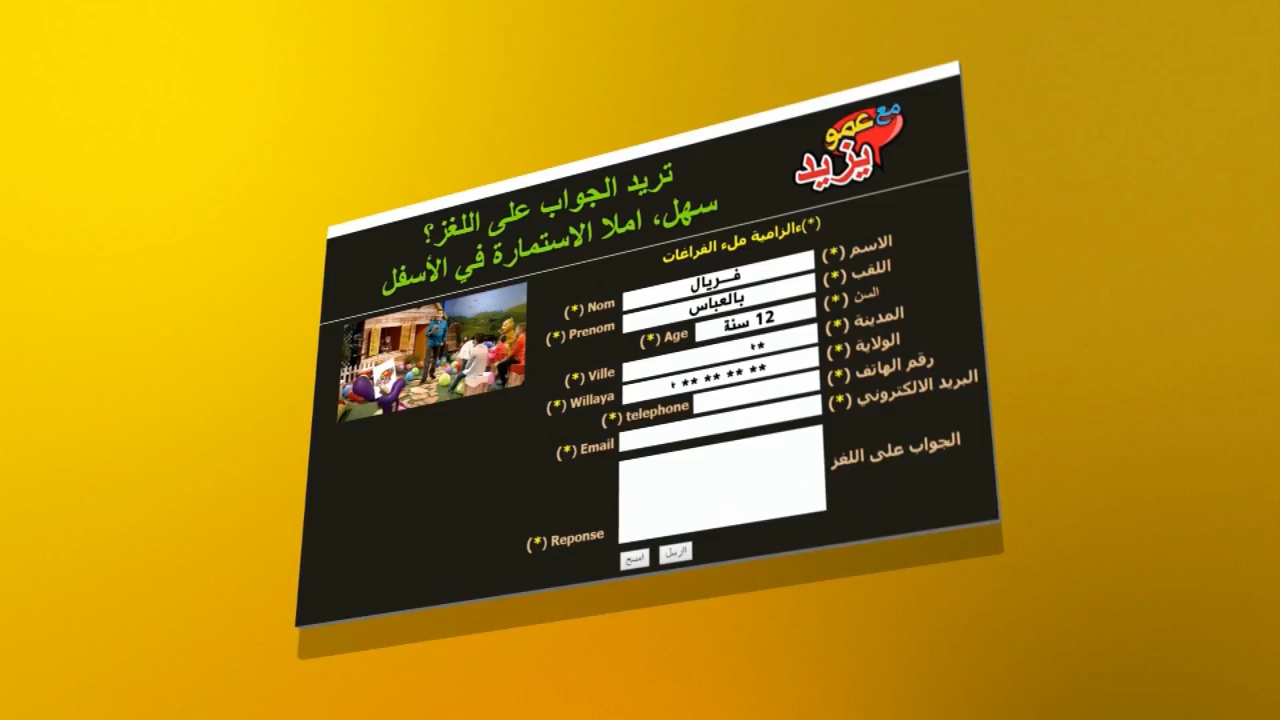 مع عمو
يزيد
تريد الجواب على اللغز؟
سهل، املا الاستمارة في الأسفل
(*)ءالزامية ملء الفراغات
الاسم (*) فـريال (*) Nom
اللقب (*) بالعباس (*) Prenom
السن (*) 12 سنة (*) Age
المدينة (*) (*) Ville
الولاية (*) ** ** ** ** (*) Willaya
رقم الهاتف (*) (*) telephone
البريد الالكتروني (*) (*) Email
الجواب على اللغز
(*) Reponse
ارسل امسح